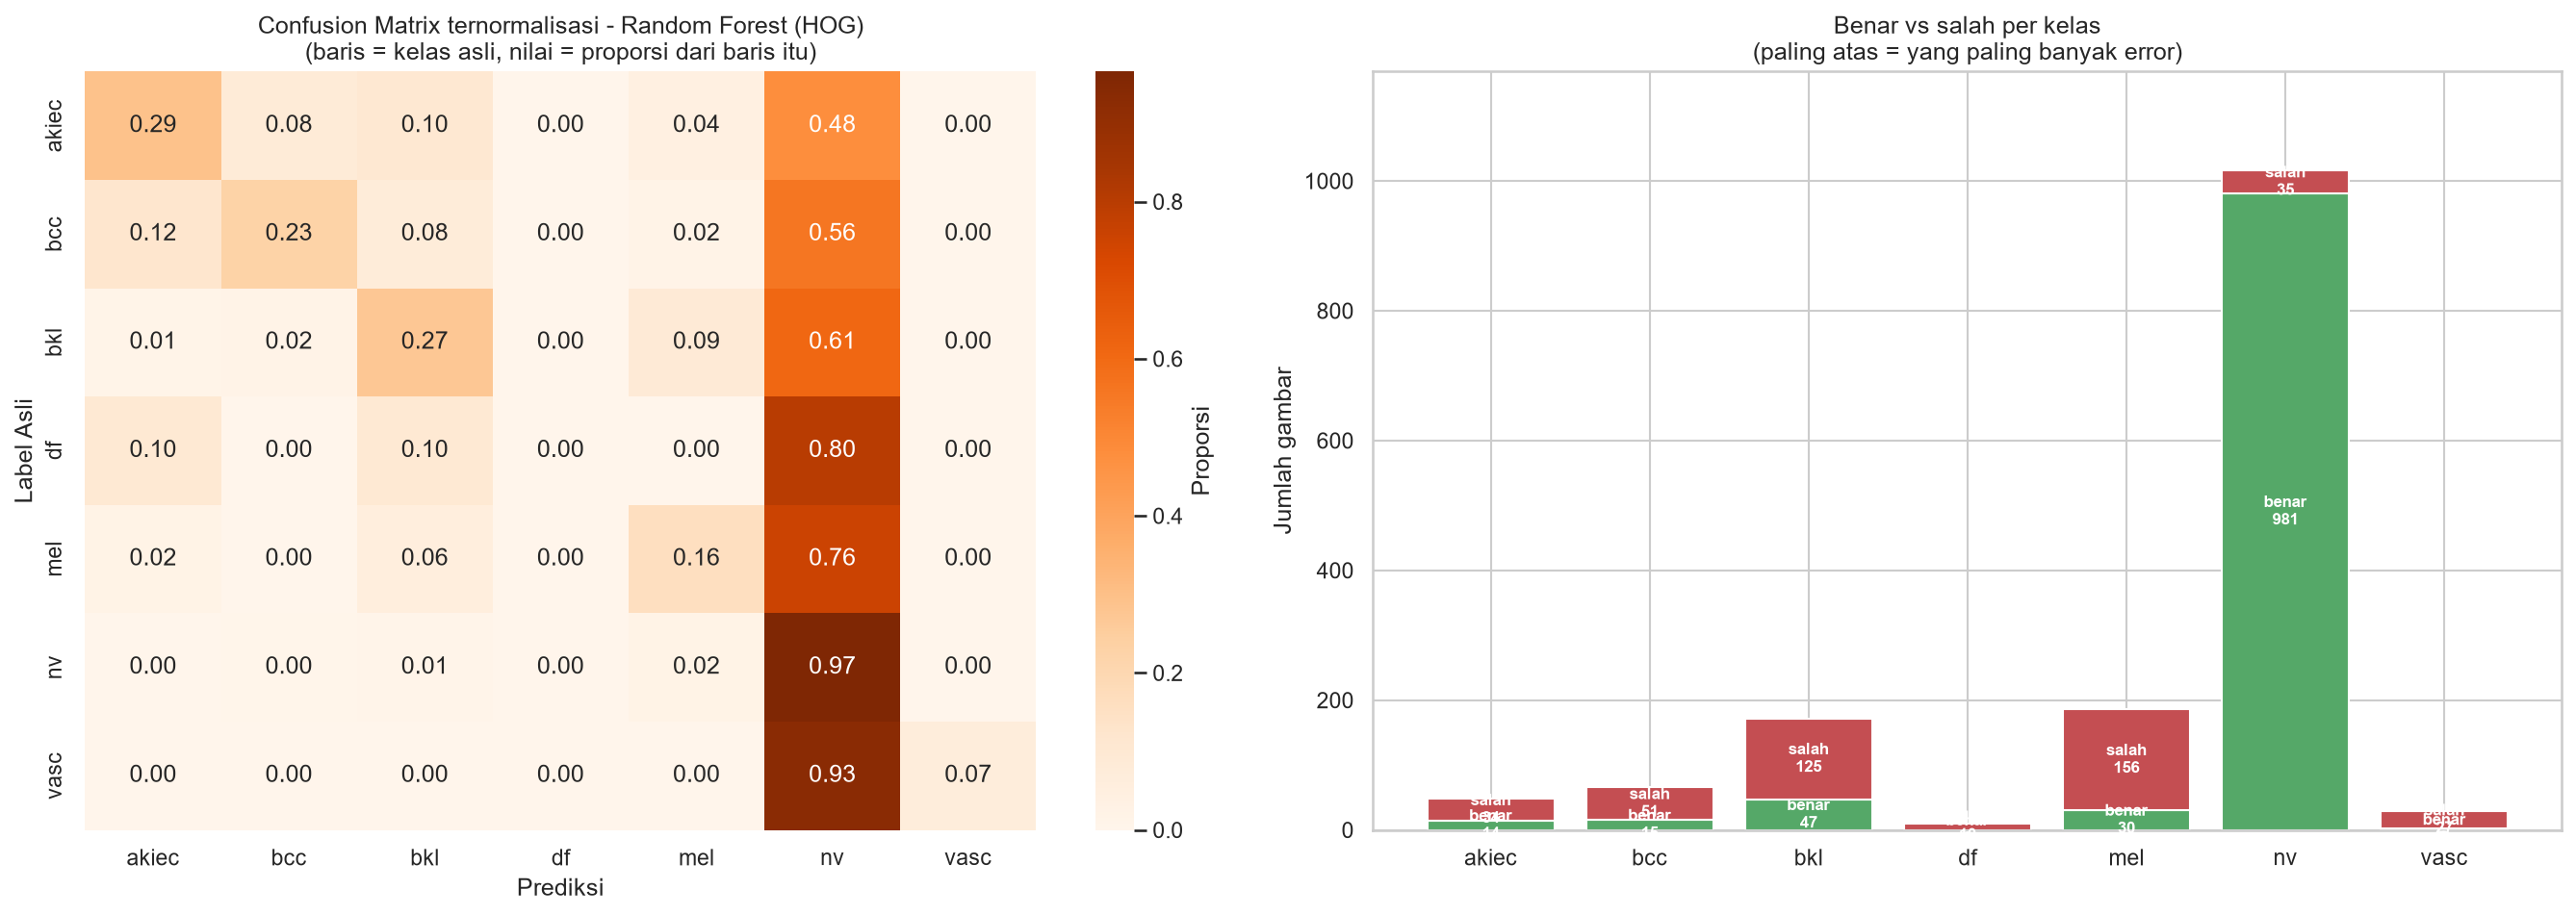 Confusion Matrix ternormalisasi - Random Forest (HOG)
(baris = kelas asli, nilai = proporsi dari baris itu)
Label Asli
akiec 0.29 0.08 0.10 0.00 0.04 0.48 0.00
bcc 0.12 0.23 0.08 0.00 0.02 0.56 0.00
bkl 0.01 0.02 0.27 0.00 0.09 0.61 0.00
df 0.10 0.00 0.10 0.00 0.00 0.80 0.00
mel 0.02 0.00 0.06 0.00 0.16 0.76 0.00
nv 0.00 0.00 0.01 0.00 0.02 0.97 0.00
vasc 0.00 0.00 0.00 0.00 0.00 0.93 0.07
akiec bcc bkl df mel nv vasc
Prediksi
0.8
0.6
0.4
0.2
0.0
Proporsi
Benar vs salah per kelas
(paling atas = yang paling banyak error)
Jumlah gambar
1000
800
600
400
200
0
salah
benar
salah
51
benar
salah
125
benar
47
salah
156
benar
30
salah
35
benar
981
benar
akiec bcc bkl df mel nv vasc